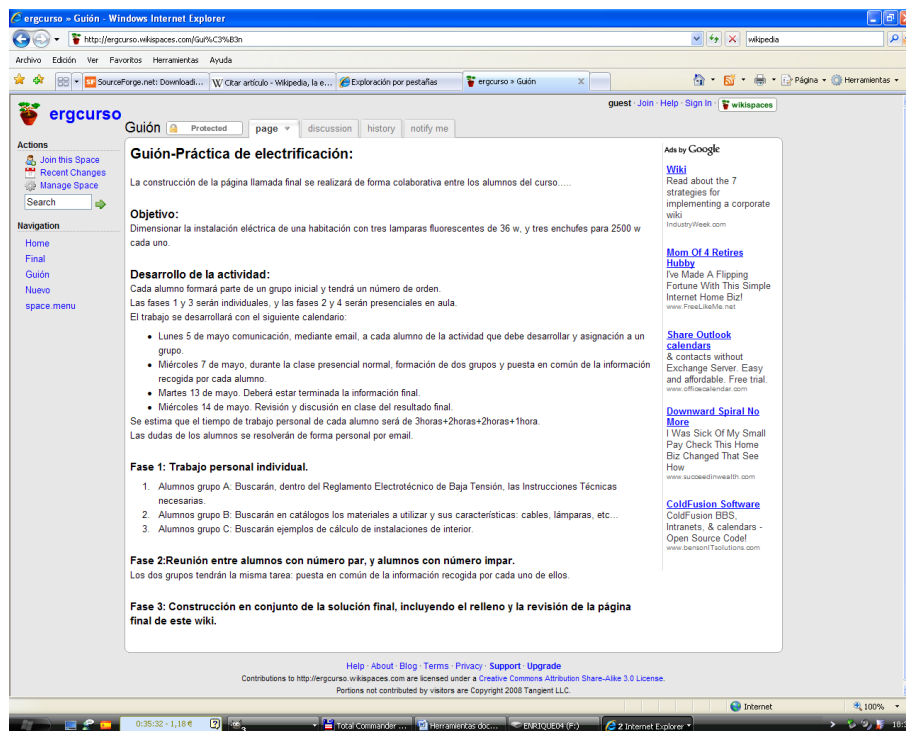 ergcurso » Guión - Windows Internet Explorer
http://ergcurso.wikispaces.com/Gui%C3%B3n
wikipedia
Archivo Edición Ver Favoritos Herramientas Ayuda
SF SourceForge.net: Downloadi...
W Citar artículo - Wikipedia, la e...
Exploración por pestañas
ergcurso » Guión
Página
Herramientas
guest · Join · Help · Sign In · wikispaces
ergcurso
Guión
Protected
page
discussion
history
notify me
Actions
Join this Space
Recent Changes
Manage Space
Search
Navigation
Home
Final
Guión
Nuevo
space.menu
Guión-Práctica de electrificación:
La construcción de la página llamada final se realizará de forma colaborativa entre los alumnos del curso.....
Objetivo:
Dimensionar la instalación eléctrica de una habitación con tres lamparas fluorescentes de 36 w, y tres enchufes para 2500 w
cada uno.
Desarrollo de la actividad:
Cada alumno formará parte de un grupo inicial y tendrá un número de orden.
Las fases 1 y 3 serán individuales, y las fases 2 y 4 serán presenciales en aula.
El trabajo se desarrollará con el siguiente calendario:
• Lunes 5 de mayo comunicación, mediante email, a cada alumno de la actividad que debe desarrollar y asignación a un
grupo.
• Miércoles 7 de mayo, durante la clase presencial normal, formación de dos grupos y puesta en común de la información
recogida por cada alumno.
• Martes 13 de mayo. Deberá estar terminada la información final.
• Miércoles 14 de mayo. Revisión y discusión en clase del resultado final.
Se estima que el tiempo de trabajo personal de cada alumno será de 3horas+2horas+2horas+1hora.
Las dudas de los alumnos se resolverán de forma personal por email.
Fase 1: Trabajo personal individual.
1. Alumnos grupo A: Buscarán, dentro del Reglamento Electrotécnico de Baja Tensión, las Instrucciones Técnicas
necesarias.
2. Alumnos grupo B: Buscarán en catálogos los materiales a utilizar y sus características: cables, lámparas, etc...
3. Alumnos grupo C: Buscarán ejemplos de cálculo de instalaciones de interior.
Fase 2:Reunión entre alumnos con número par, y alumnos con número impar.
Los dos grupos tendrán la misma tarea: puesta en común de la información recogida por cada uno de ellos.
Fase 3: Construcción en conjunto de la solución final, incluyendo el relleno y la revisión de la página
final de este wiki.
Ads by Google
Wiki
Read about the 7
strategies for
implementing a corporate
wiki
IndustryWeek.com
Mom Of 4 Retires
Hubby
I've Made A Flipping
Fortune With This Simple
Internet Home Biz!
www.FreeLikeMe.net
Share Outlook
calendars
& contacts without
Exchange Server. Easy
and affordable. Free trial.
www.officecalendar.com
Downward Spiral No
More
I Was Sick Of My Small
Pay Check This Home
Biz Changed That See
How
www.succeedinwealth.com
ColdFusion Software
ColdFusion BBS,
Intranets, & calendars -
Open Source Code!
www.bensonITsolutions.com
Help · About · Blog · Terms · Privacy · Support · Upgrade
Contributions to http://ergcurso.wikispaces.com are licensed under a Creative Commons Attribution Share-Alike 3.0 License.
Portions not contributed by visitors are Copyright 2008 Tangient LLC.
Internet
100%
0:35:32 - 1,18 €
Total Commander ...
Herramientas doc...
ENRIQUE04 (F:)
2 Internet Explorer